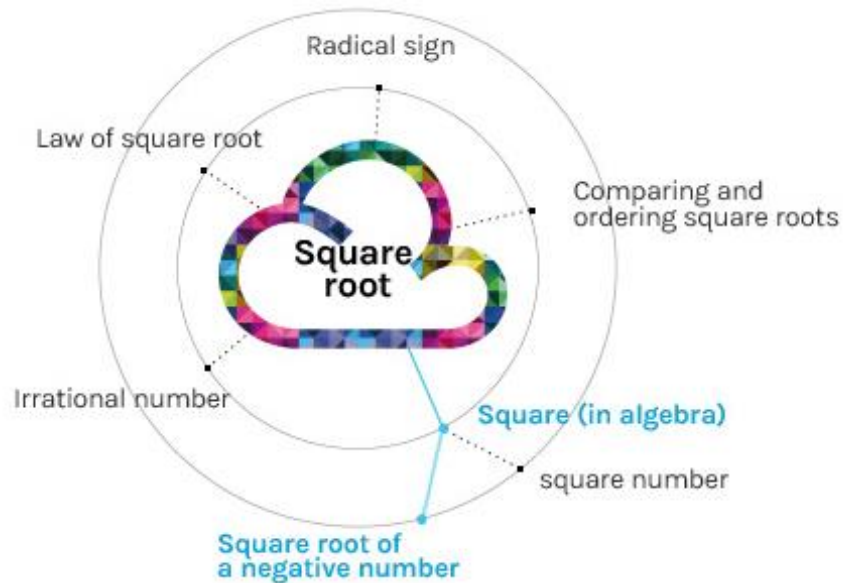 Radical sign
Law of square root
Comparing and
ordering square roots
Square
root
Irrational number
Square (in algebra)
square number
Square root of
a negative number